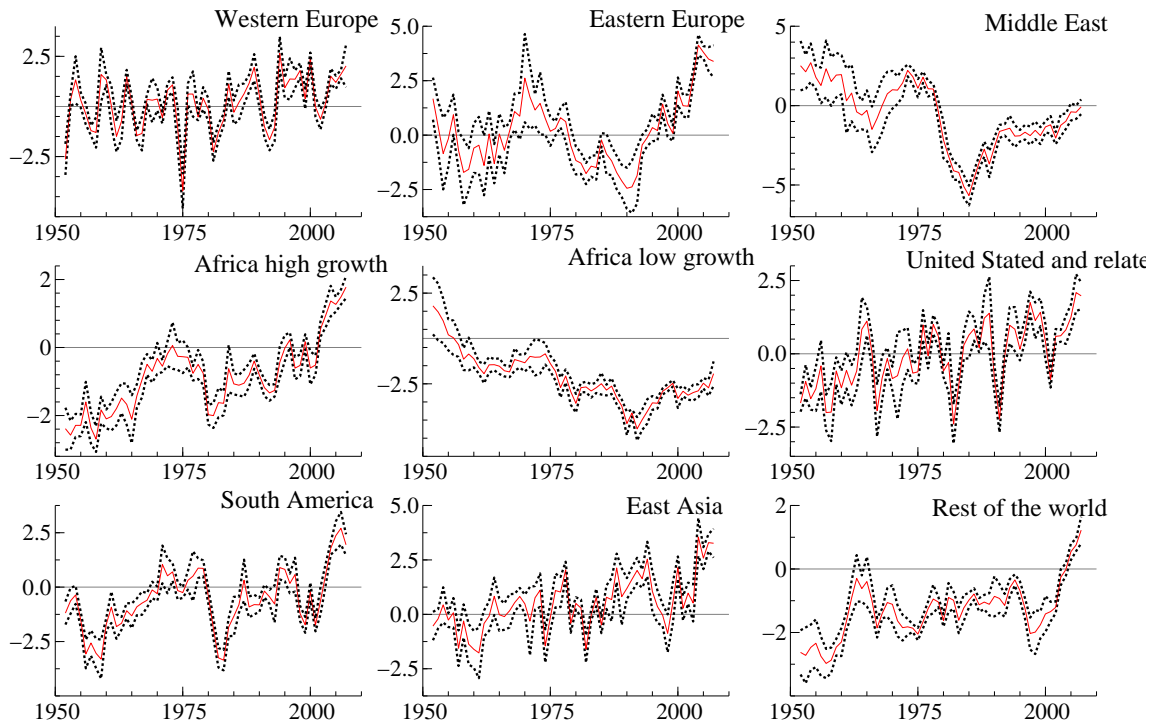 Western Europe
2.5
−2.5
1950 1975 2000
Eastern Europe
5.0
2.5
0.0
−2.5
1950 1975 2000
Middle East
5
0
−5
1950 1975 2000
Africa high growth
2
0
−2
1950 1975 2000
Africa low growth
2.5
−2.5
1950 1975 2000
United Stated and relate
2.5
0.0
−2.5
1950 1975 2000
South America
2.5
0.0
−2.5
1950 1975 2000
East Asia
5.0
2.5
0.0
−2.5
1950 1975 2000
Rest of the world
2
0
−2
1950 1975 2000